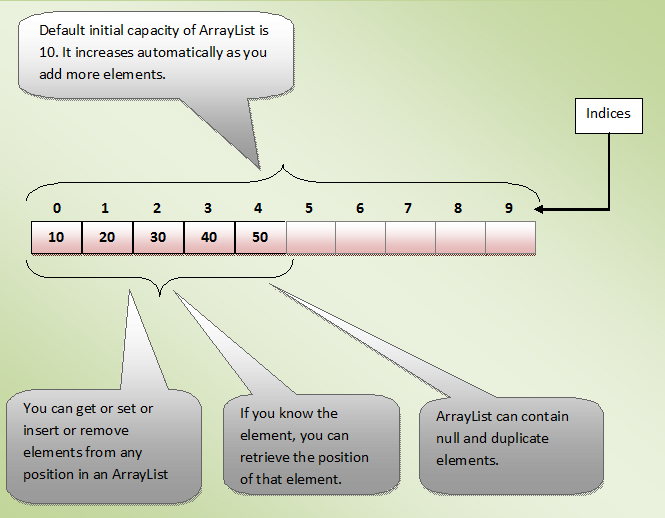 Default initial capacity of ArrayList is
10. It increases automatically as you
add more elements.
Indices
0 1 2 3 4 5 6 7 8 9
10 20 30 40 50
You can get or set or
insert or remove
elements from any
position in an ArrayList
If you know the
element, you can
retrieve the position
of that element.
ArrayList can contain
null and duplicate
elements.